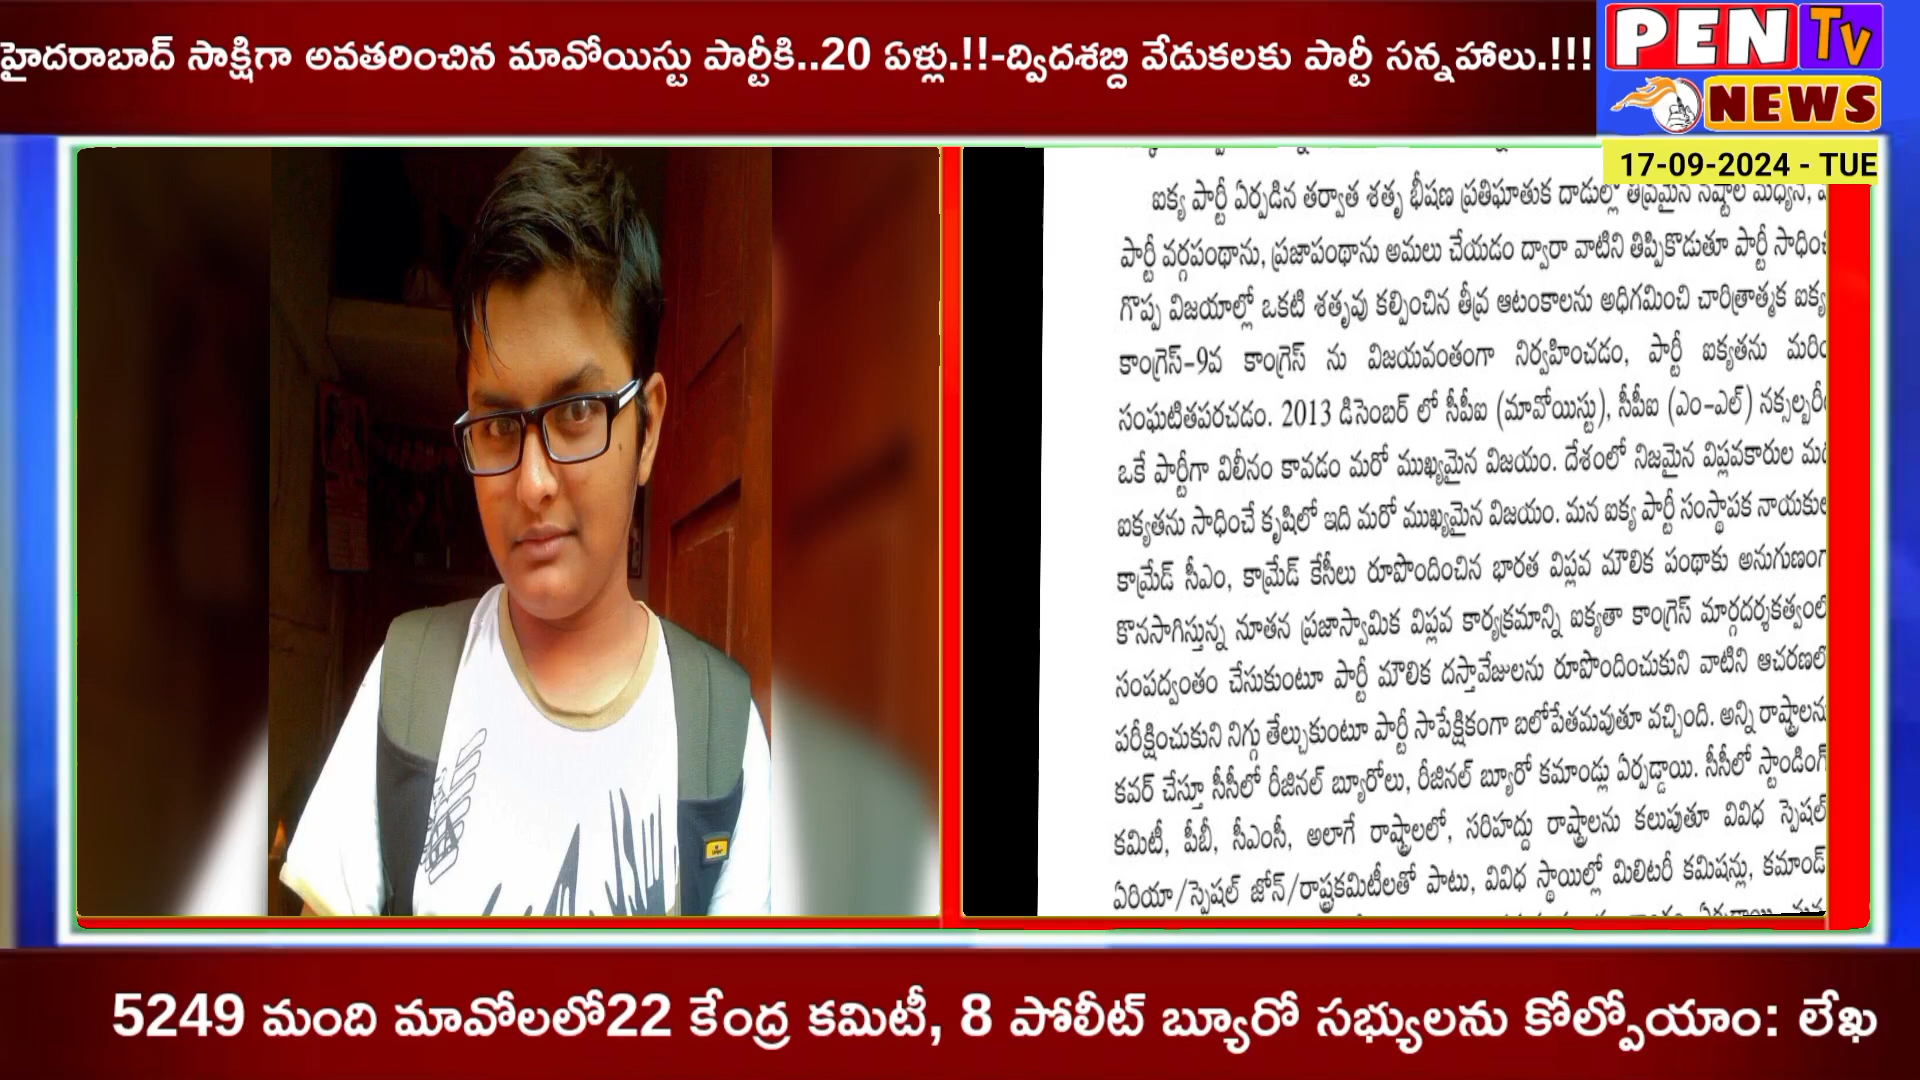 హైదరాబాద్ సాక్షిగా అవతరించిన మావోయిస్టు పార్టీకి..20 ఏళ్లు.!!-ద్విదశబ్ది వేడుకలకు పార్టీ సన్నహాలు.!!!
PEN TV
NEWS
17-09-2024 - TUE
ఐక్య పార్టీ ఏర్పడిన తర్వాత శతృ భీషణ ప్రతిఘాతుక దాడుల్లో తీవ్రమైన నష్టాల మధ్యనే,
పార్టీ వర్గపంథాను, ప్రజాపంథాను అమలు చేయడం ద్వారా వాటిని తిప్పికొడుతూ పార్టీ
గొప్ప విజయాల్లో ఒకటి శతృవు కల్పించిన తీవ్ర ఆటంకాలను అధిగమించి చారిత్రాత్మక
కాంగ్రెస్-9వ కాంగ్రెస్ ను విజయవంతంగా నిర్వహించడం, పార్టీ ఐక్యతను
సంఘటితపరచడం. 2013 డిసెంబర్ లో సీపీఐ (మావోయిస్టు), సీపీఐ (ఎం-ఎల్)
ఒకే పార్టీగా విలీనం కావడం మరో ముఖ్యమైన విజయం. దేశంలో నిజమైన విప్లవకారుల
ఐక్యతను సాధించే కృషిలో ఇది మరో ముఖ్యమైన విజయం. మన ఐక్య పార్టీ సంస్థాపక
కామ్రేడ్ సీఎం, కామ్రేడ్ కేసీలు రూపొందించిన భారత విప్లవ మౌలిక పంథాకు అనుగుణంగా
కొనసాగిస్తున్న నూతన ప్రజాస్వామిక విప్లవ కార్యక్రమాన్ని ఐక్యతా కాంగ్రెస్ మార్గదర్శకత్వంలో
సంపద్వంతం చేసుకుంటూ పార్టీ మౌలిక దస్తావేజులను రూపొందించుకుని వాటిని ఆచరణలో
పరీక్షించుకుని నిగ్గు తేల్చుకుంటూ పార్టీ సాపేక్షికంగా బలోపేతమవుతూ వచ్చింది. అన్ని రాష్ట్రాలను
కవర్ చేస్తూ సీసీలో రీజినల్ బ్యూరోలు, రీజినల్ బ్యూరో కమాండ్లు ఏర్పడ్డాయి. సీసీలో స్టాండింగ్
కమిటీ, పీబీ, సీఎంసీ, అలాగే రాష్ట్రాలలో, సరిహద్దు రాష్ట్రాలను కలుపుతూ వివిధ స్పెషల్
ఏరియా/స్పెషల్ జోన్/రాష్ట్రకమిటీలతో పాటు, వివిధ స్థాయిల్లో మిలిటరీ కమిషన్లు, కమాండ్
5249 మంది మావోలలో22 కేంద్ర కమిటీ, 8 పోలీట్ బ్యూరో సభ్యులను కోల్పోయాం: లేఖ